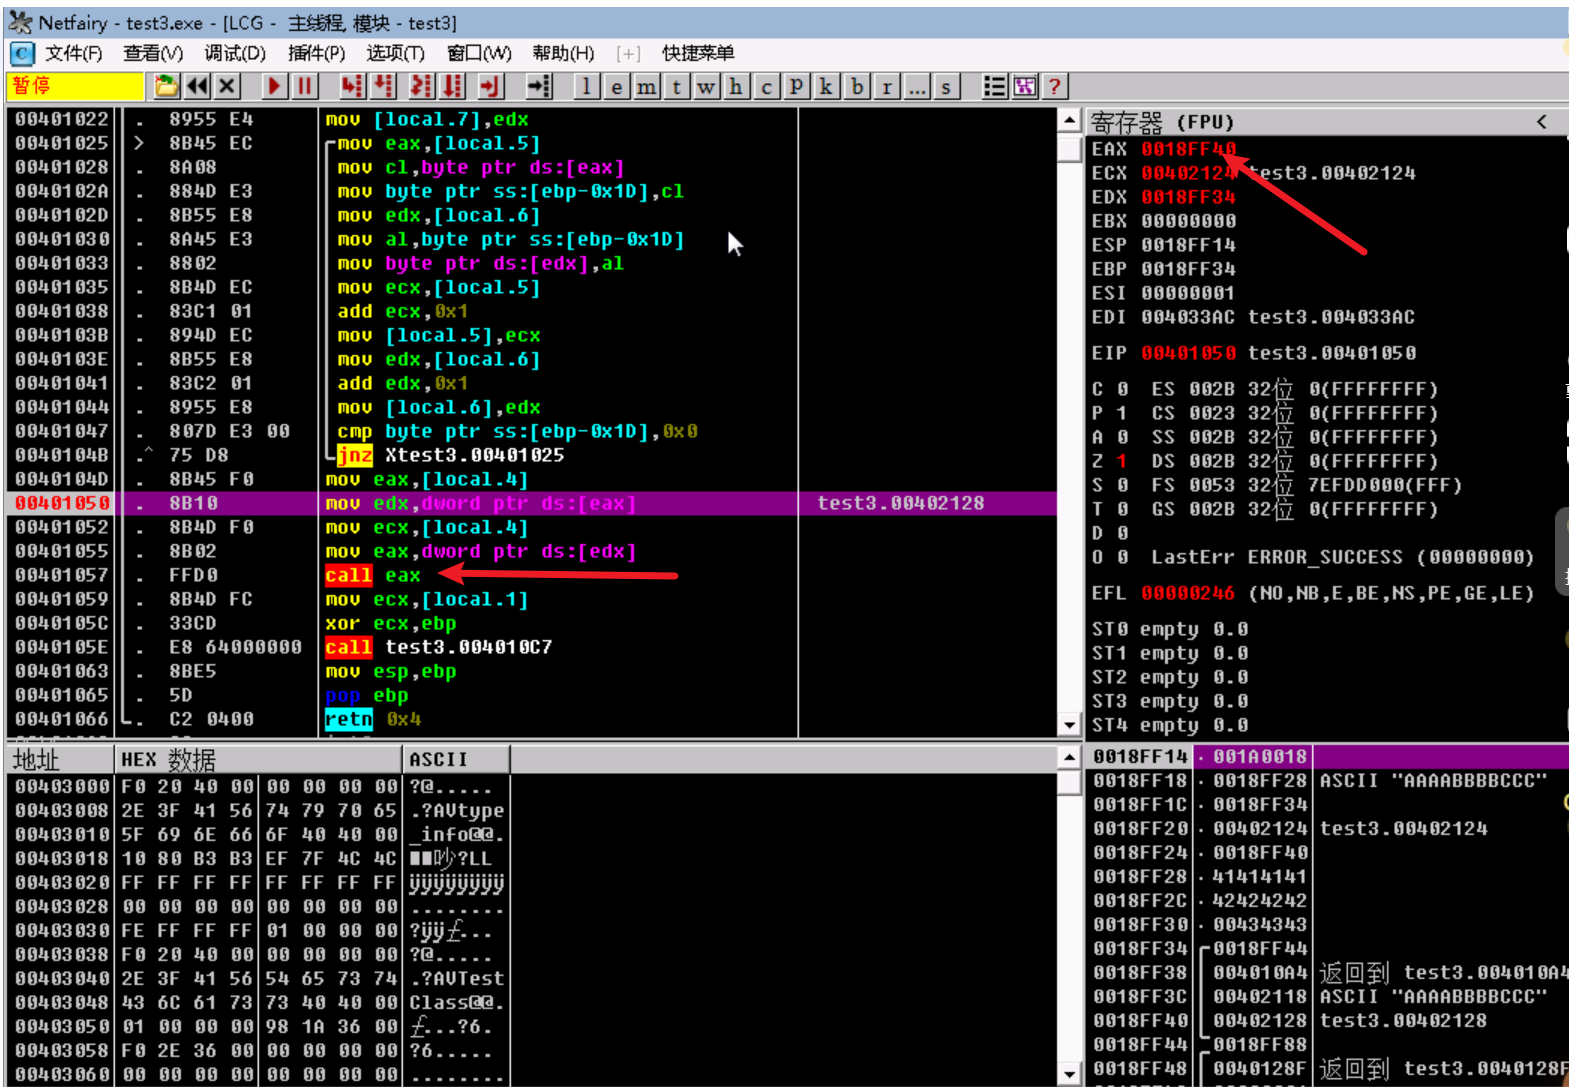 Netfairy - test3.exe - [LCG - 主线程, 模块 - test3]
C 文件(F) 查看(V) 调试(D) 插件(P) 选项(T) 窗口(W) 帮助(H) [+] 快捷菜单
暂停 l e m t w h c p k b r ... s ?
00401022 . 8955 E4 mov [local.7],edx
00401025 > 8B45 EC mov eax,[local.5]
00401028 . 8A08 mov cl,byte ptr ds:[eax]
0040102A . 884D E3 mov byte ptr ss:[ebp-0x1D],cl
0040102D . 8B55 E8 mov edx,[local.6]
00401030 . 8A45 E3 mov al,byte ptr ss:[ebp-0x1D]
00401033 . 8802 mov byte ptr ds:[edx],al
00401035 . 8B4D EC mov ecx,[local.5]
00401038 . 83C1 01 add ecx,0x1
0040103B . 894D EC mov [local.5],ecx
0040103E . 8B55 E8 mov edx,[local.6]
00401041 . 83C2 01 add edx,0x1
00401044 . 8955 E8 mov [local.6],edx
00401047 . 807D E3 00 cmp byte ptr ss:[ebp-0x1D],0x0
0040104B .^ 75 D8 jnz Xtest3.00401025
0040104D . 8B45 F0 mov eax,[local.4]
00401050 . 8B10 mov edx,dword ptr ds:[eax] test3.00402128
00401052 . 8B4D F0 mov ecx,[local.4]
00401055 . 8B02 mov eax,dword ptr ds:[edx]
00401057 . FFD0 call eax
00401059 . 8B4D FC mov ecx,[local.1]
0040105C . 33CD xor ecx,ebp
0040105E . E8 64000000 call test3.004010C7
00401063 . 8BE5 mov esp,ebp
00401065 . 5D pop ebp
00401066 . C2 0400 retn 0x4
寄存器 (FPU) <
EAX 0018FF40
ECX 00402124 test3.00402124
EDX 0018FF34
EBX 00000000
ESP 0018FF14
EBP 0018FF34
ESI 00000001
EDI 004033AC test3.004033AC
EIP 00401050 test3.00401050
C 0 ES 002B 32位 0(FFFFFFFF)
P 1 CS 0023 32位 0(FFFFFFFF)
A 0 SS 002B 32位 0(FFFFFFFF)
Z 1 DS 002B 32位 0(FFFFFFFF)
S 0 FS 0053 32位 7EFDD000(FFF)
T 0 GS 002B 32位 0(FFFFFFFF)
D 0
O 0 LastErr ERROR_SUCCESS (00000000)
EFL 00000246 (NO,NB,E,BE,NS,PE,GE,LE)
ST0 empty 0.0
ST1 empty 0.0
ST2 empty 0.0
ST3 empty 0.0
ST4 empty 0.0
地址 HEX 数据 ASCII
00403000 F0 20 40 00 00 00 00 00 ?@.....
00403008 2E 3F 41 56 74 79 70 65 .?AVtype
00403010 5F 69 6E 66 6F 40 40 00 _info@@.
00403018 10 80 B3 B3 EF 7F 4C 4C ?LL
00403020 FF FF FF FF FF FF FF FF ÿÿÿÿÿÿÿÿ
00403028 00 00 00 00 00 00 00 00 ........
00403030 FE FF FF FF 01 00 00 00 ?ÿÿ...
00403038 F0 20 40 00 00 00 00 00 ?@.....
00403040 2E 3F 41 56 54 65 73 74 .?AVTest
00403048 43 6C 61 73 73 40 40 00 Class@@.
00403050 01 00 00 00 98 1A 36 00 ...?6.
00403058 F0 2E 36 00 00 00 00 00 ?6.....
00403060 00 00 00 00 00 00 00 00 ........
0018FF14 001A0018
0018FF18 0018FF28 ASCII "AAAABBBBCCC"
0018FF1C 0018FF34
0018FF20 00402124 test3.00402124
0018FF24 0018FF40
0018FF28 41414141
0018FF2C 42424242
0018FF30 00434343
0018FF34 0018FF44
0018FF38 004010A4 返回到 test3.004010A4
0018FF3C 00402118 ASCII "AAAABBBBCCC"
0018FF40 00402128 test3.00402128
0018FF44 0018FF88
0018FF48 0040128F 返回到 test3.0040128F